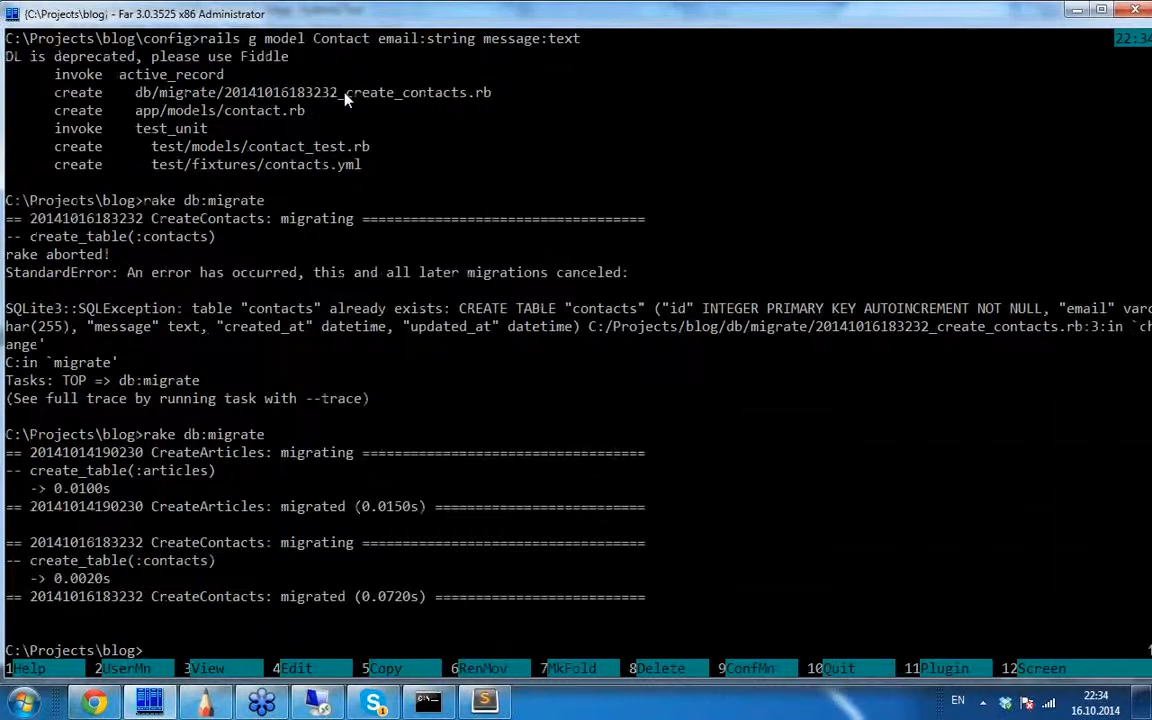 {C:\Projects\blog} - Far 3.0.3525 x86 Administrator
C:\Projects\blog\config>rails g model Contact email:string message:text
22:34
DL is deprecated, please use Fiddle
invoke active_record
create db/migrate/20141016183232_create_contacts.rb
create app/models/contact.rb
invoke test_unit
create test/models/contact_test.rb
create test/fixtures/contacts.yml
C:\Projects\blog>rake db:migrate
== 20141016183232 CreateContacts: migrating ===================================
-- create_table(:contacts)
rake aborted!
StandardError: An error has occurred, this and all later migrations canceled:
SQLite3::SQLException: table "contacts" already exists: CREATE TABLE "contacts" ("id" INTEGER PRIMARY KEY AUTOINCREMENT NOT NULL, "email" varc
har(255), "message" text, "created_at" datetime, "updated_at" datetime) C:/Projects/blog/db/migrate/20141016183232_create_contacts.rb:3:in `ch
ange'
C:in `migrate'
Tasks: TOP => db:migrate
(See full trace by running task with --trace)
C:\Projects\blog>rake db:migrate
== 20141014190230 CreateArticles: migrating ===================================
-- create_table(:articles)
-> 0.0100s
== 20141014190230 CreateArticles: migrated (0.0150s) ==========================
== 20141016183232 CreateContacts: migrating ===================================
-- create_table(:contacts)
-> 0.0020s
== 20141016183232 CreateContacts: migrated (0.0720s) ==========================
C:\Projects\blog>
1Help 2UserMn 3View 4Edit 5Copy 6RenMov 7MkFold 8Delete 9ConfMn 10Quit 11Plugin 12Screen
EN
22:34
16.10.2014